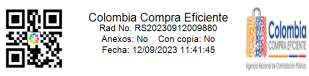 Colombia Compra Eficiente
Rad No. RS20230912009880
Anexos: No Con copia: No
Fecha: 12/09/2023 11:41:45
Colombia
COMPRA EFICIENTE
Agencia Nacional de Contratación Pública